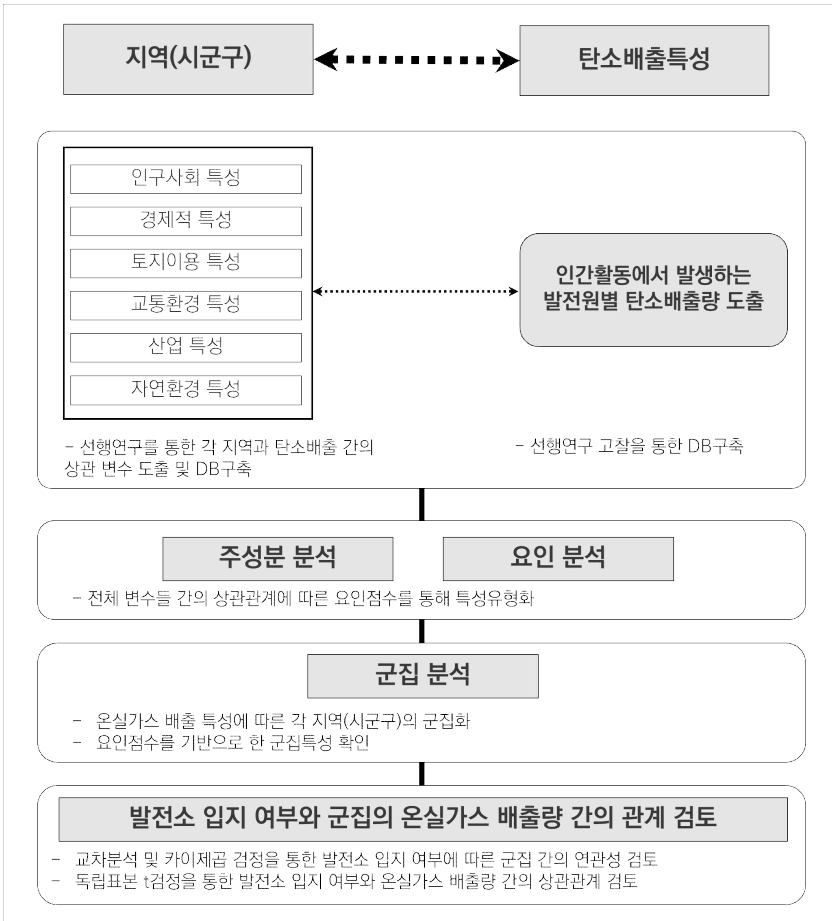 지역(시군구)
탄소배출특성
인구사회 특성
경제적 특성
토지이용 특성
교통환경 특성
산업 특성
자연환경 특성
인간활동에서 발생하는
발전원별 탄소배출량 도출
- 선행연구를 통한 각 지역과 탄소배출 간의
상관 변수 도출 및 DB구축
- 선행연구 고찰을 통한 DB구축
주성분 분석
요인 분석
- 전체 변수들 간의 상관관계에 따른 요인점수를 통해 특성유형화
군집 분석
- 온실가스 배출 특성에 따른 각 지역(시군구)의 군집화
- 요인점수를 기반으로 한 군집특성 확인
발전소 입지 여부와 군집의 온실가스 배출량 간의 관계 검토
- 교차분석 및 카이제곱 검정을 통한 발전소 입지 여부에 따른 군집 간의 연관성 검토
- 독립표본 t검정을 통한 발전소 입지 여부와 온실가스 배출량 간의 상관관계 검토